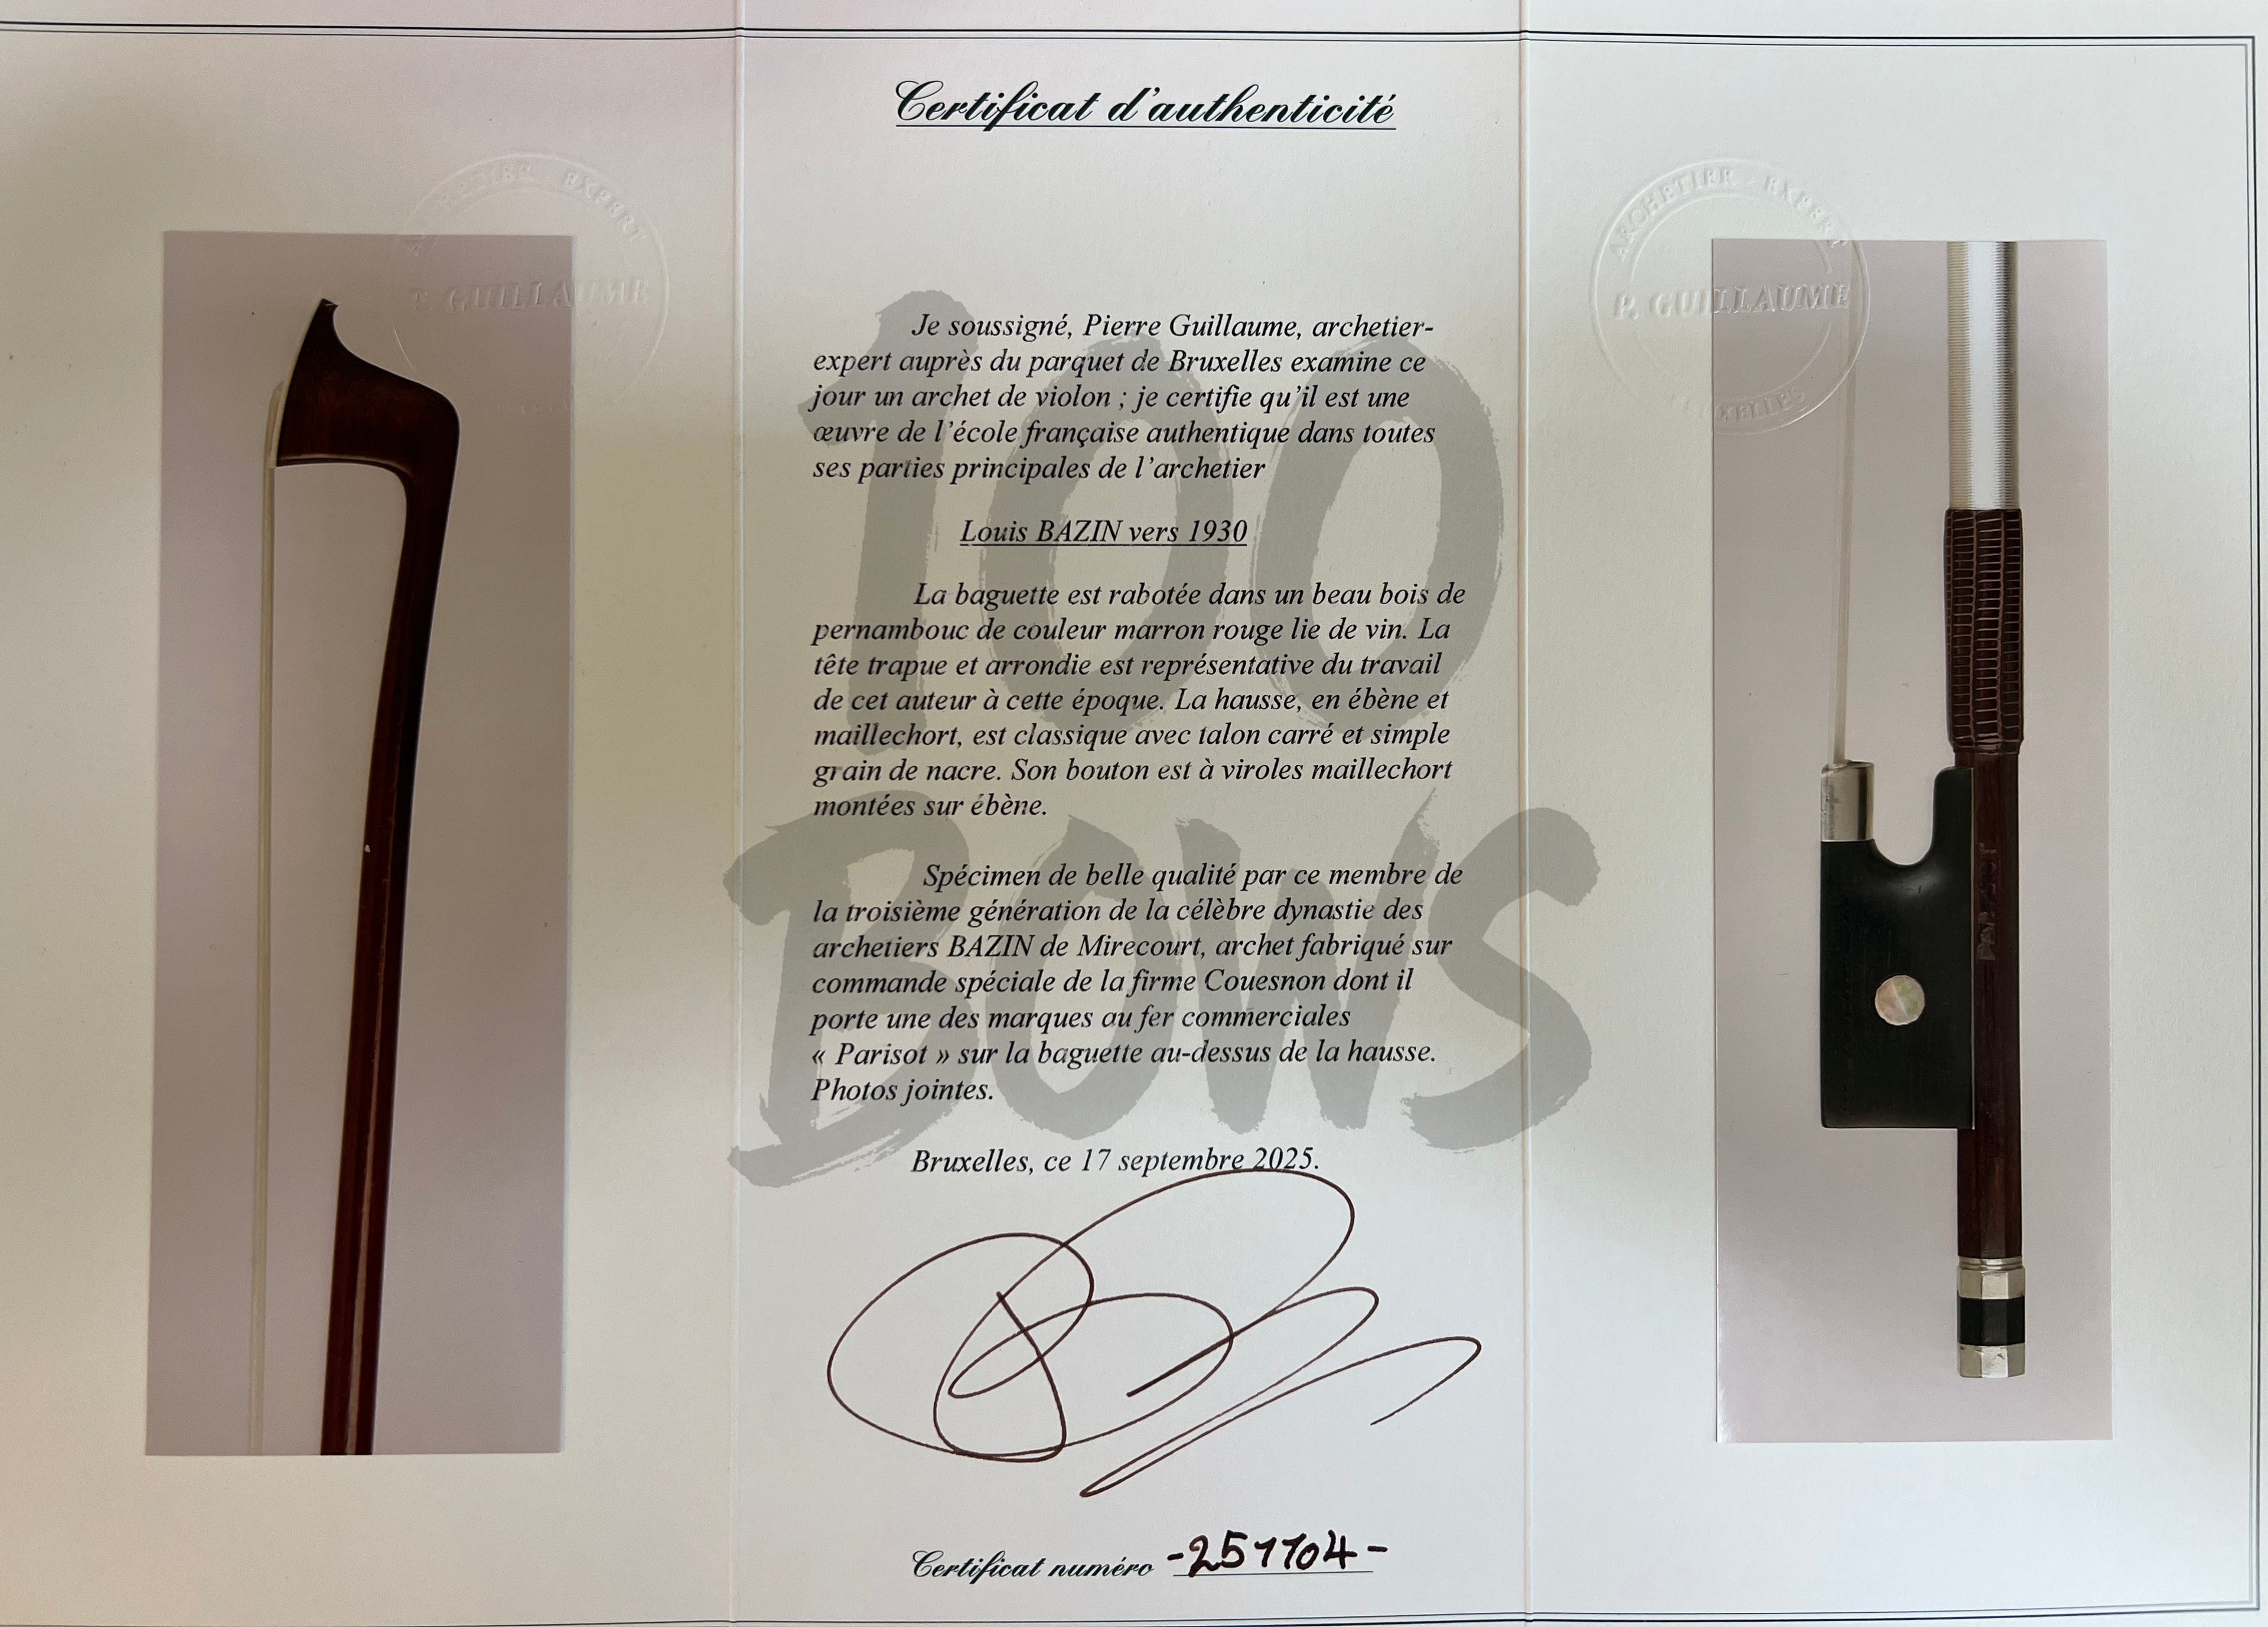 Certificat d'authenticité
ARCHETIER - EXPERT
P. GUILLAUME
ARCHETIER - EXPERT
P. GUILLAUME
BRUXELLES
100
BOWS
Je soussigné, Pierre Guillaume, archetier-
expert auprès du parquet de Bruxelles examine ce
jour un archet de violon ; je certifie qu'il est une
œuvre de l'école française authentique dans toutes
ses parties principales de l'archetier
Louis BAZIN vers 1930
La baguette est rabotée dans un beau bois de
pernambouc de couleur marron rouge lie de vin. La
tête trapue et arrondie est représentative du travail
de cet auteur à cette époque. La hausse, en ébène et
maillechort, est classique avec talon carré et simple
grain de nacre. Son bouton est à viroles maillechort
montées sur ébène.
Spécimen de belle qualité par ce membre de
la troisième génération de la célèbre dynastie des
archetiers BAZIN de Mirecourt, archet fabriqué sur
commande spéciale de la firme Couesnon dont il
porte une des marques au fer commerciales
« Parisot » sur la baguette au-dessus de la hausse.
Photos jointes.
Bruxelles, ce 17 septembre 2025.
Certificat numéro -251104-
PARISOT